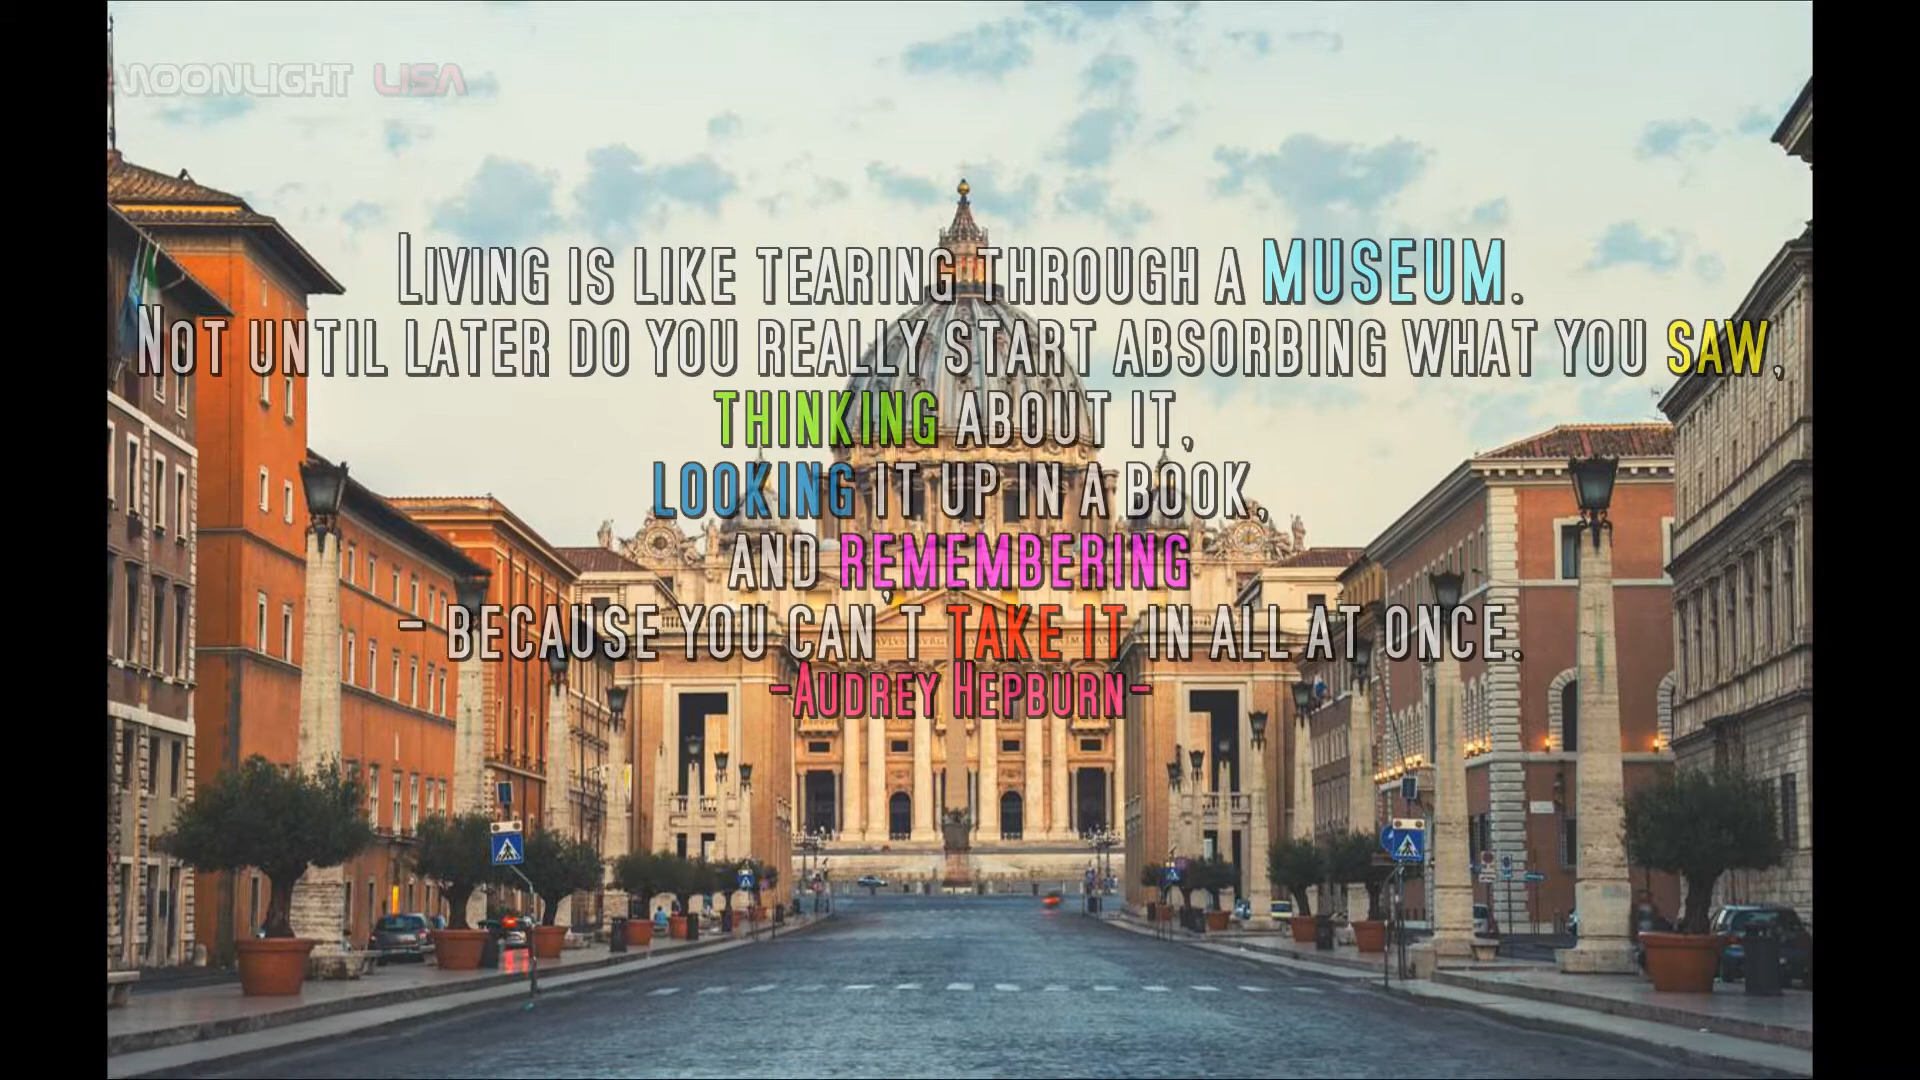 MOONLIGHT LISA
Living is like tearing through a museum.
Not until later do you really start absorbing what you saw,
thinking about it,
looking it up in a book,
and remembering
- because you can't take it in all at once.
-Audrey Hepburn-